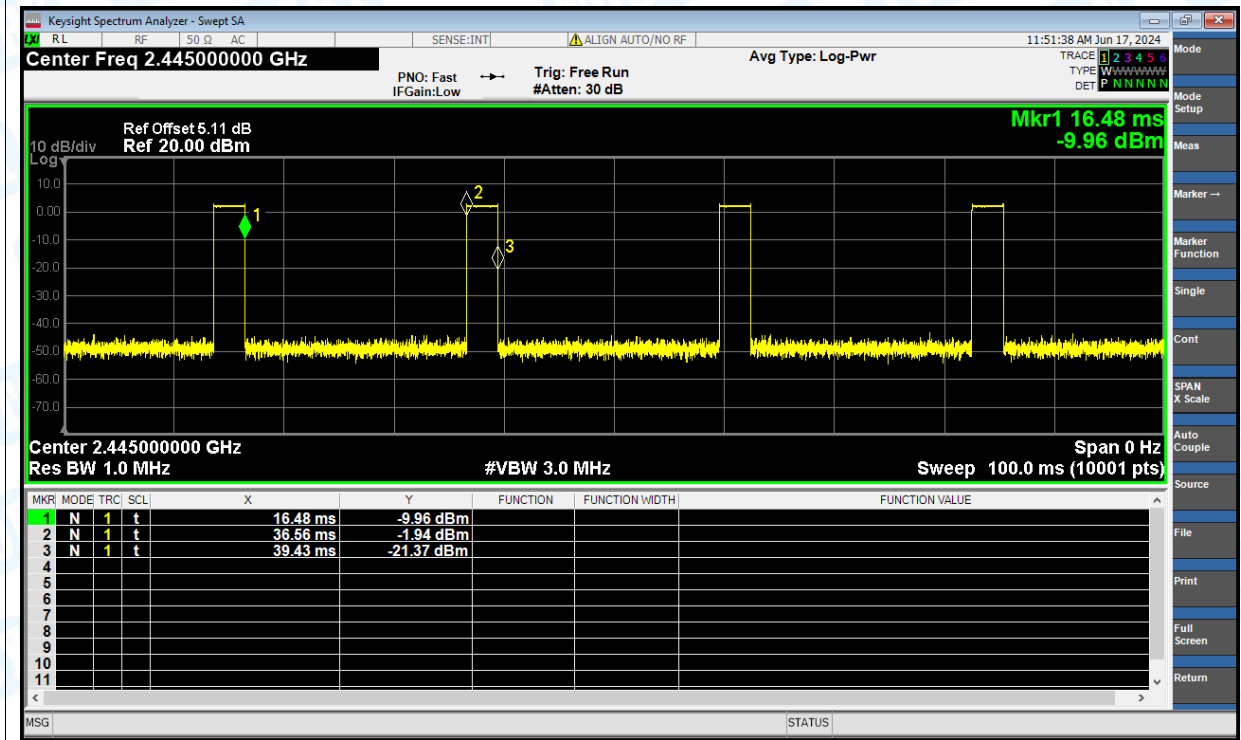 Keysight Spectrum Analyzer - Swept SA
LXI RL RF 50 Ω AC SENSE:INT ALIGN AUTO/NO RF 11:51:38 AM Jun 17, 2024
Center Freq 2.445000000 GHz Avg Type: Log-Pwr TRACE 1 2 3 4 5 6
PNO: Fast Trig: Free Run TYPE WWWWWW
IFGain:Low #Atten: 30 dB DET P N N N N N
Mkr1 16.48 ms
-9.96 dBm
Ref Offset 5.11 dB
10 dB/div Ref 20.00 dBm
Log
10.0
0.00
-10.0
-20.0
-30.0
-40.0
-50.0
-60.0
-70.0
1
2
3
Center 2.445000000 GHz Span 0 Hz
Res BW 1.0 MHz #VBW 3.0 MHz Sweep 100.0 ms (10001 pts)
MKR MODE TRC SCL X Y FUNCTION FUNCTION WIDTH FUNCTION VALUE
1 N 1 t 16.48 ms -9.96 dBm
2 N 1 t 36.56 ms -1.94 dBm
3 N 1 t 39.43 ms -21.37 dBm
4
5
6
7
8
9
10
11
MSG STATUS
Mode
Mode
Setup
Meas
Marker →
Marker
Function
Single
Cont
SPAN
X Scale
Auto
Couple
Source
File
Print
Full
Screen
Return